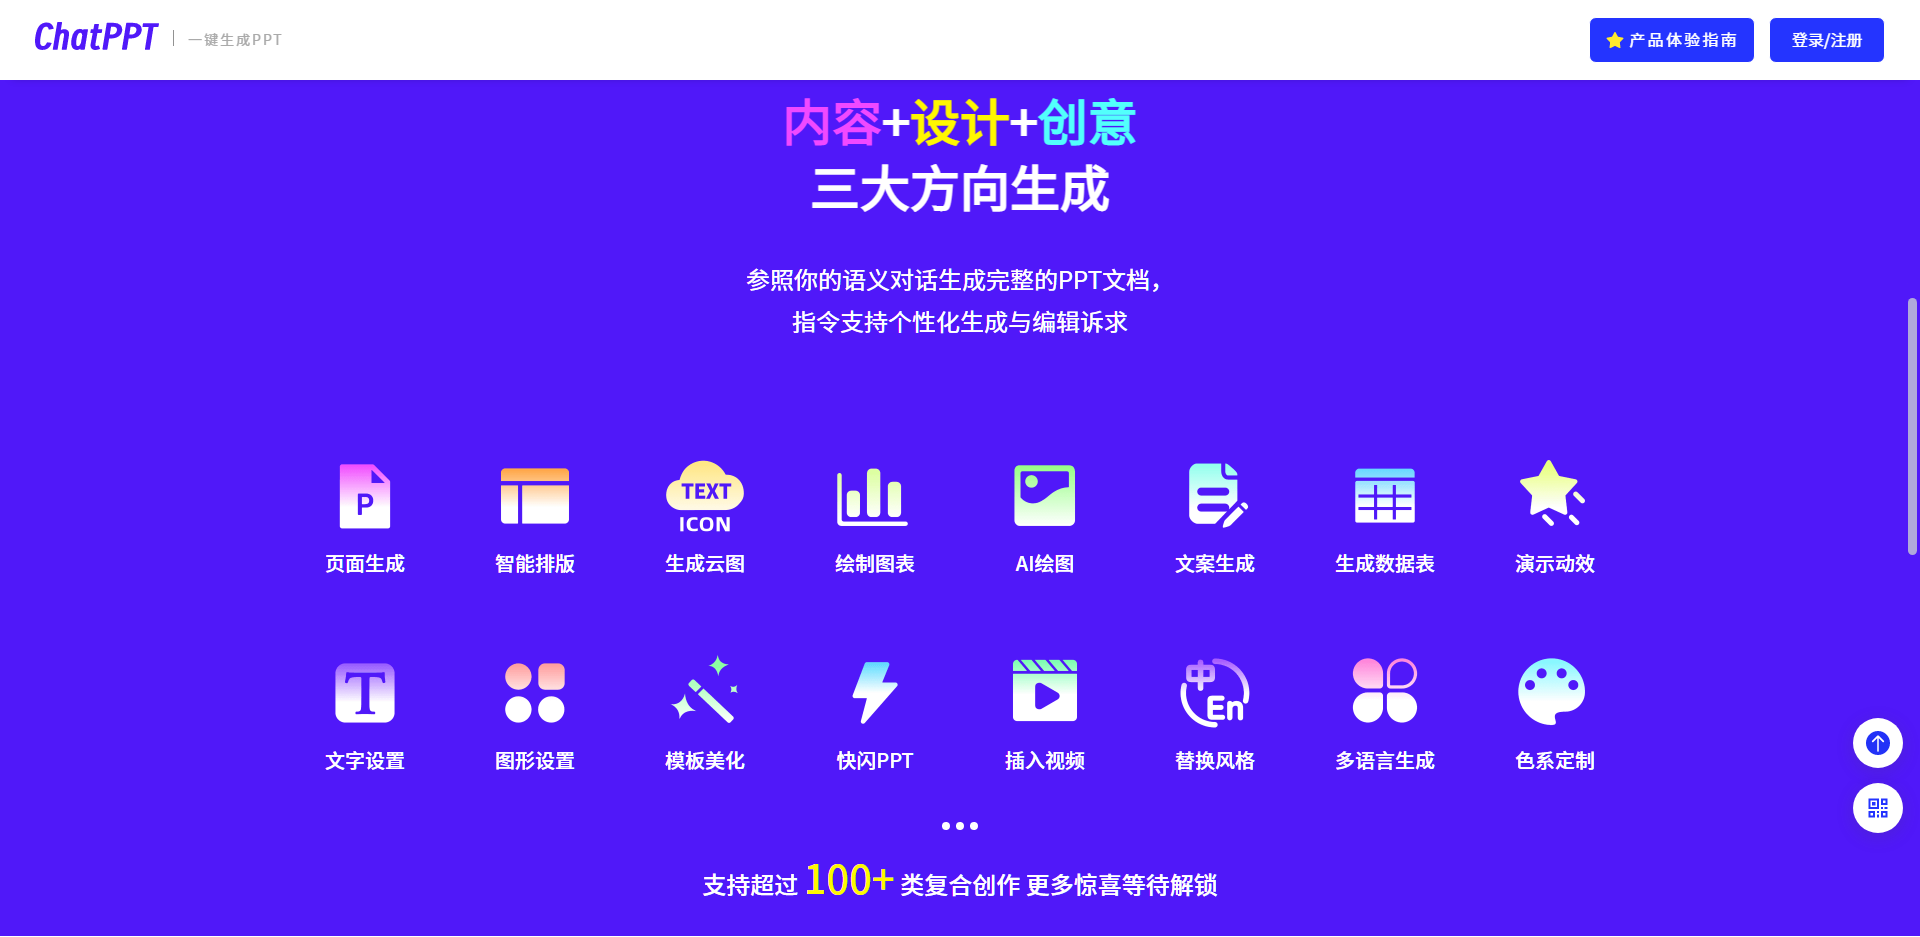 ChatPPT 一键生成PPT
产品体验指南
登录/注册
内容+设计+创意
三大方向生成
参照你的语义对话生成完整的PPT文档，
指令支持个性化生成与编辑诉求
P
TEXT
ICON
页面生成
智能排版
生成云图
绘制图表
AI绘图
文案生成
生成数据表
演示动效
T
中
En
文字设置
图形设置
模板美化
快闪PPT
插入视频
替换风格
多语言生成
色系定制
支持超过 100+ 类复合创作 更多惊喜等待解锁